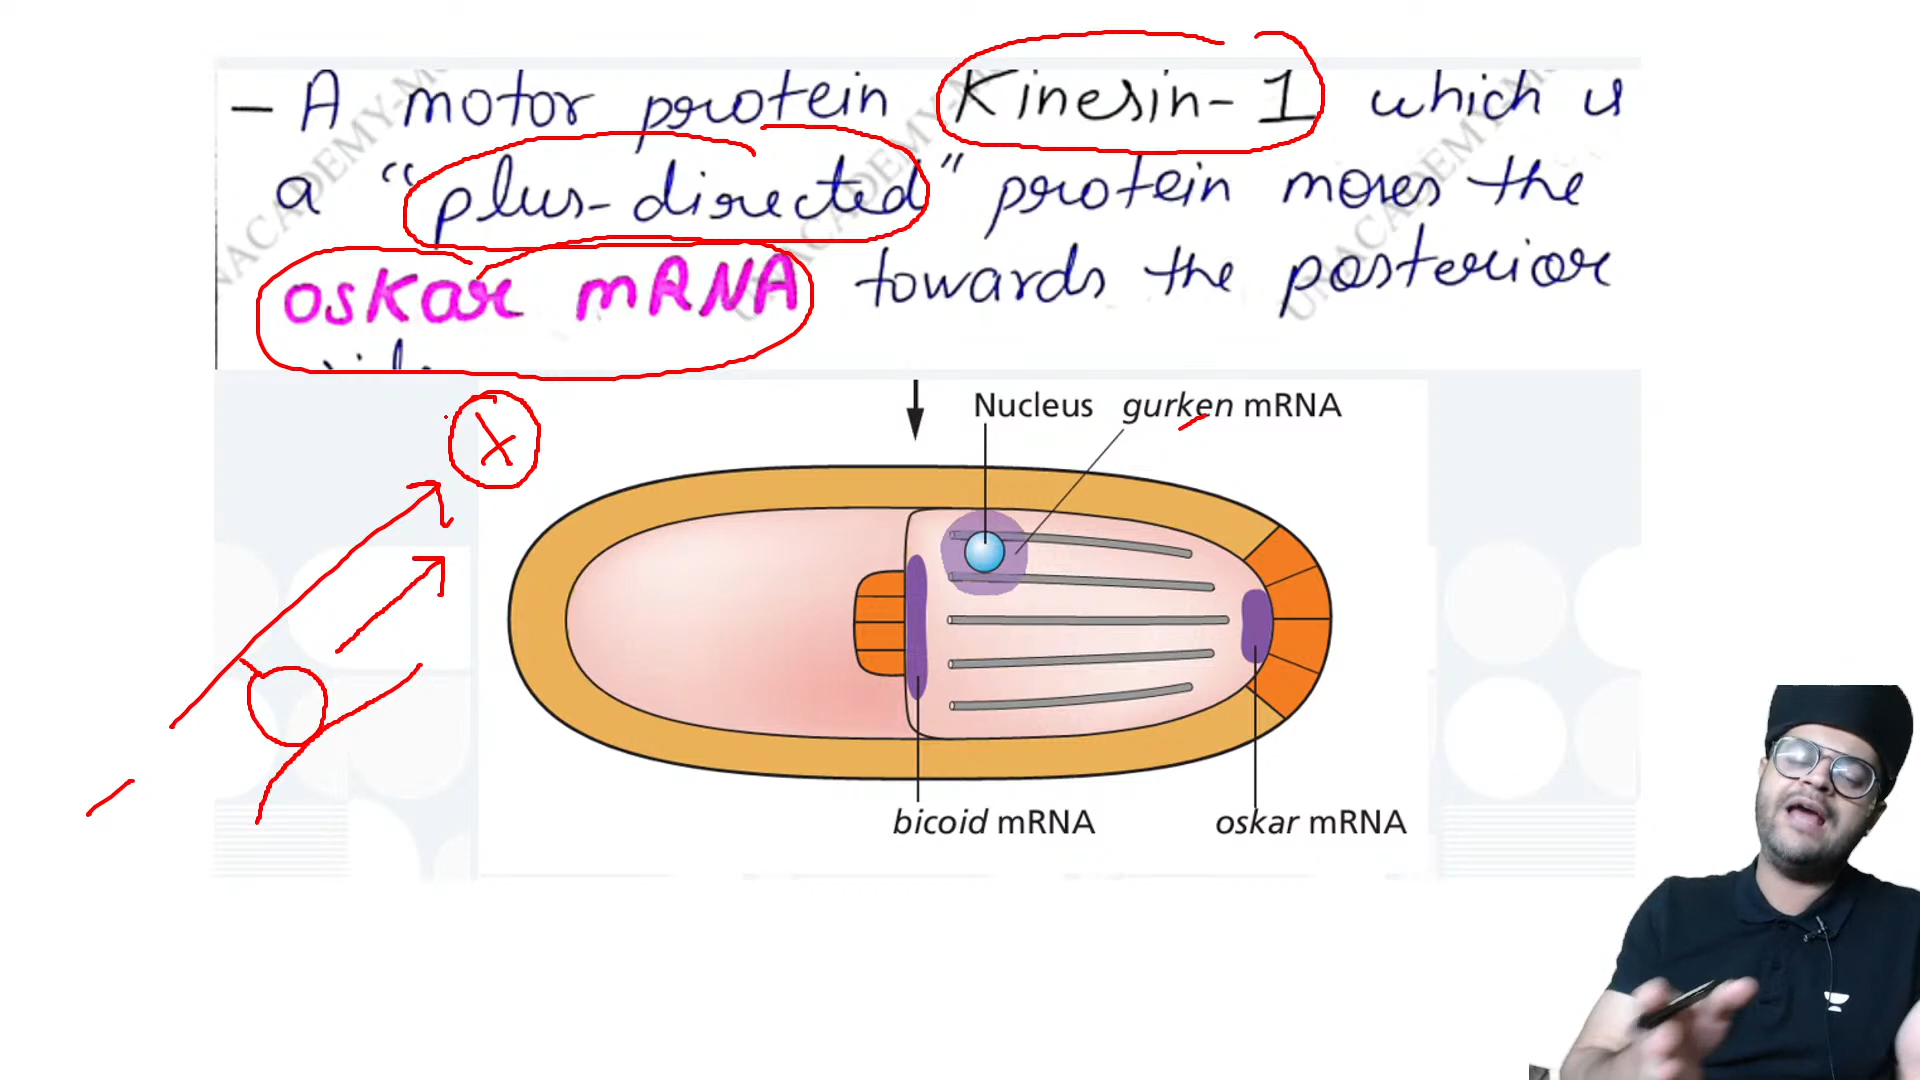 - A motor protein Kinesin-1 which is
a "plus-directed" protein moves the
oskar mRNA towards the posterior
Nucleus gurken mRNA
bicoid mRNA oskar mRNA